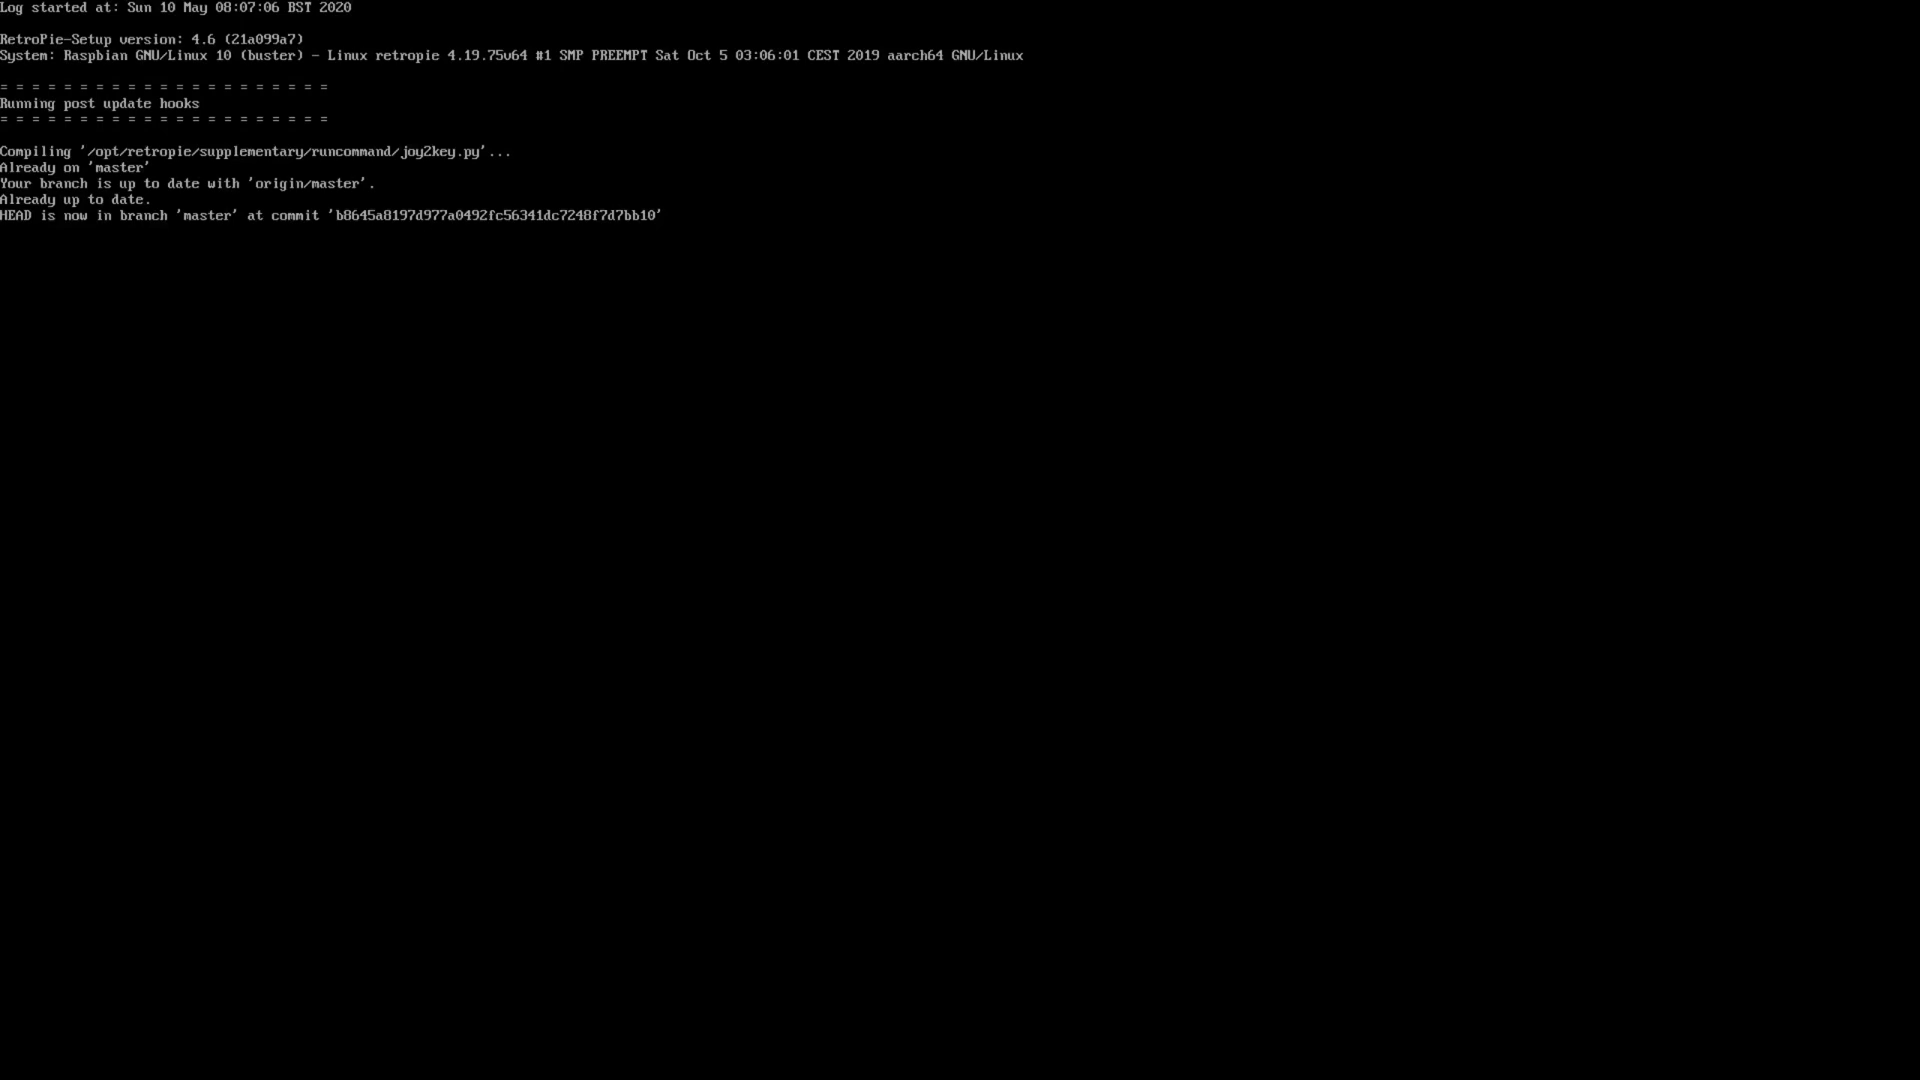 Log started at: Sun 10 May 08:07:06 BST 2020
RetroPie-Setup version: 4.6 (21a099a7)
System: Raspbian GNU/Linux 10 (buster) - Linux retropie 4.19.75v64 #1 SMP PREEMPT Sat Oct 5 03:06:01 CEST 2019 aarch64 GNU/Linux
= = = = = = = = = = = = = = = = = = = = =
Running post update hooks
= = = = = = = = = = = = = = = = = = = = =
Compiling '/opt/retropie/supplementary/runcommand/joy2key.py'...
Already on 'master'
Your branch is up to date with 'origin/master'.
Already up to date.
HEAD is now in branch 'master' at commit 'b8645a8197d977a0492fc56341dc7248f7d7bb10'